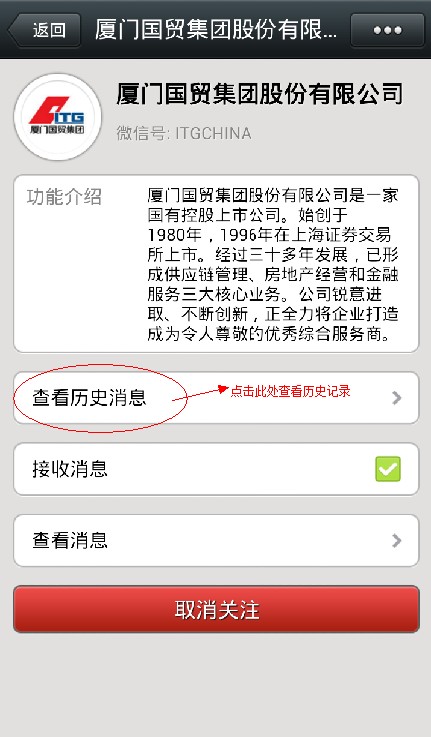 返回
厦门国贸集团股份有限...
厦门国贸集团股份有限公司
ITG
厦门国贸集团
微信号: ITGCHINA
功能介绍
厦门国贸集团股份有限公司是一家
国有控股上市公司。始创于
1980年，1996年在上海证券交易
所上市。经过三十多年发展，已形
成供应链管理、房地产经营和金融
服务三大核心业务。公司锐意进
取、不断创新，正全力将企业打造
成为令人尊敬的优秀综合服务商。
查看历史消息
点击此处查看历史记录
接收消息
查看消息
取消关注